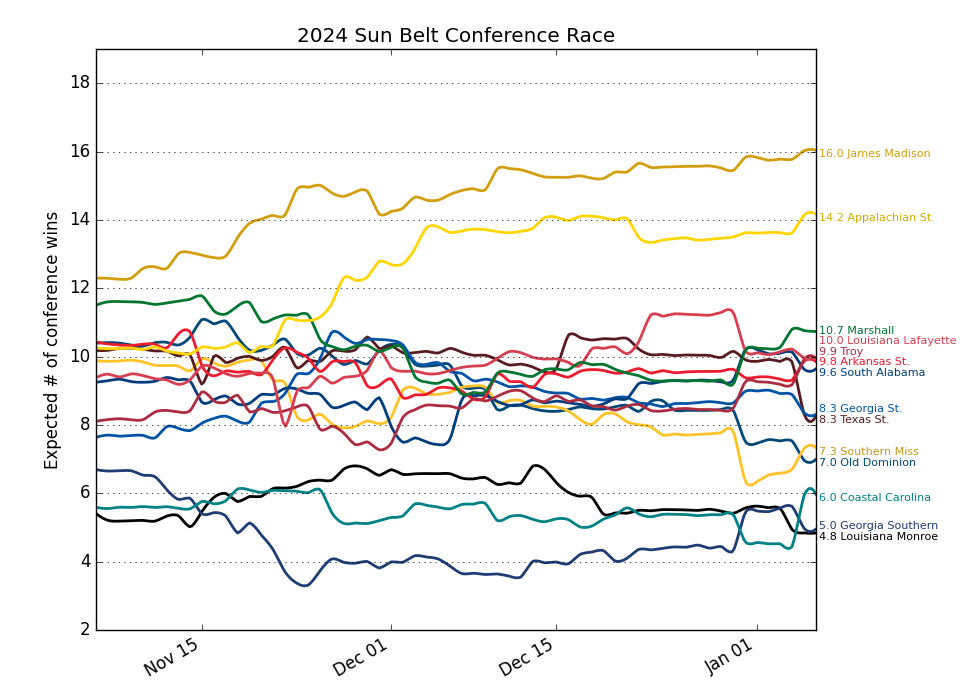 2024 Sun Belt Conference Race
Expected # of conference wins
18
16
14
12
10
8
6
4
2
Nov 15
Dec 01
Dec 15
Jan 01
16.0 James Madison
14.2 Appalachian St.
10.7 Marshall
10.0 Louisiana Lafayette
9.9 Troy
9.8 Arkansas St.
9.6 South Alabama
8.3 Georgia St.
8.3 Texas St.
7.3 Southern Miss
7.0 Old Dominion
6.0 Coastal Carolina
5.0 Georgia Southern
4.8 Louisiana Monroe